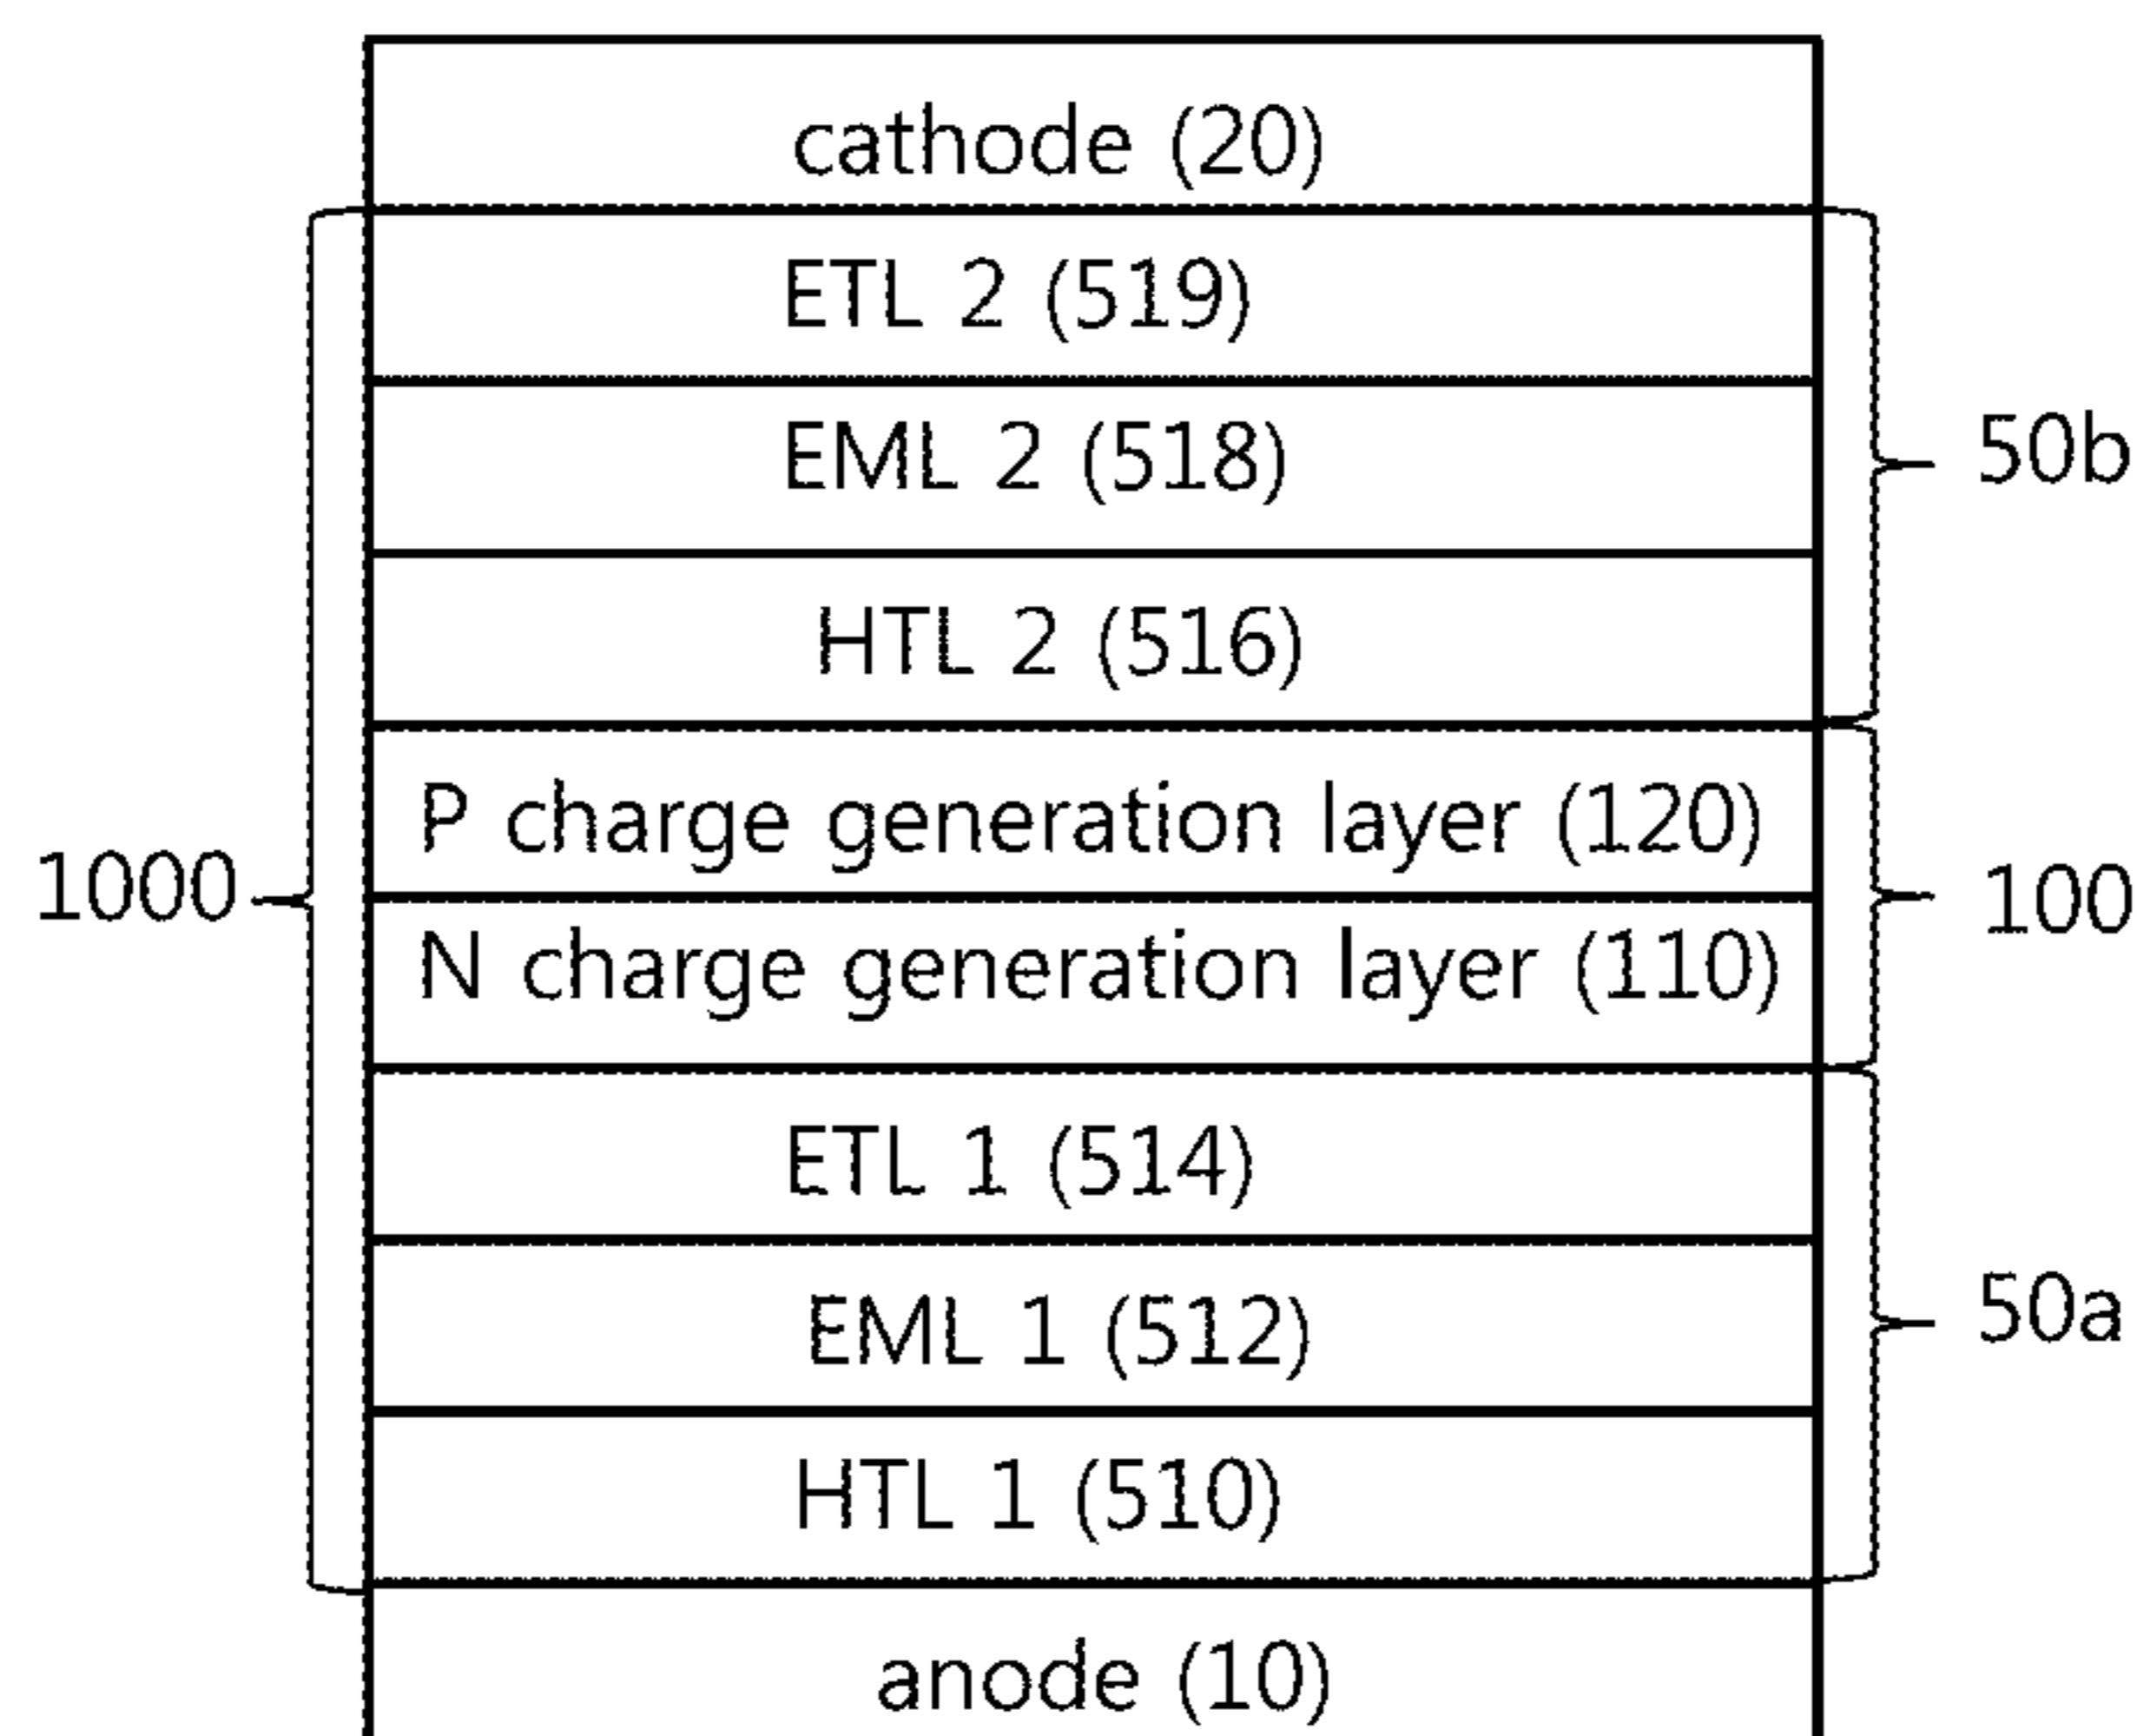 cathode (20)
ETL 2 (519)
EML 2 (518)
50b
HTL 2 (516)
P charge generation layer (120)
1000
100
N charge generation layer (110)
ETL 1 (514)
EML 1 (512)
50a
HTL 1 (510)
anode (10)